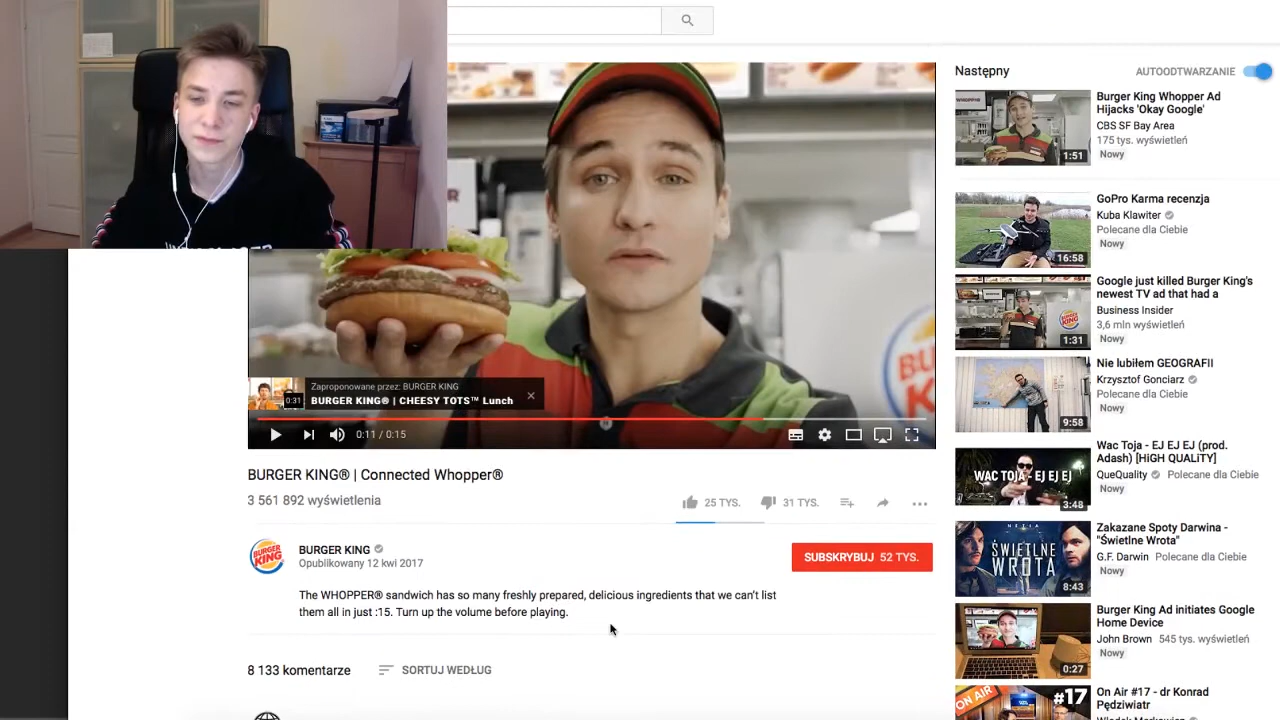 Zaproponowane przez: BURGER KING
BURGER KING® | CHEESY TOTS™ Lunch
0:31
0:11 / 0:15
BURGER KING® | Connected Whopper®
3 561 892 wyświetlenia
25 TYS.
31 TYS.
BURGER KING
BURGER KING
Opublikowany 12 kwi 2017
SUBSKRYBUJ 52 TYS.
The WHOPPER® sandwich has so many freshly prepared, delicious ingredients that we can't list
them all in just :15. Turn up the volume before playing.
8 133 komentarze
SORTUJ WEDŁUG
Następny
AUTOODTWARZANIE
Burger King Whopper Ad
Hijacks 'Okay Google'
CBS SF Bay Area
175 tys. wyświetleń
Nowy
1:51
GoPro Karma recenzja
Kuba Klawiter
Polecane dla Ciebie
Nowy
16:58
Google just killed Burger King's
newest TV ad that had a
Business Insider
3,6 mln wyświetleń
Nowy
1:31
Nie lubiłem GEOGRAFII
Krzysztof Gonciarz
Polecane dla Ciebie
Nowy
9:58
Wac Toja - EJ EJ EJ (prod.
Adash) [HiGH QUALiTY]
QueQuality Polecane dla Ciebie
Nowy
WAC TOJA - EJ EJ EJ
3:48
Zakazane Spoty Darwina -
"Świetlne Wrota"
G.F. Darwin Polecane dla Ciebie
Nowy
ŚWIETLNE
WROTA
8:43
Burger King Ad initiates Google
Home Device
John Brown 545 tys. wyświetleń
Nowy
0:27
On Air #17 - dr Konrad
Pędziwiatr
ON AIR
#17